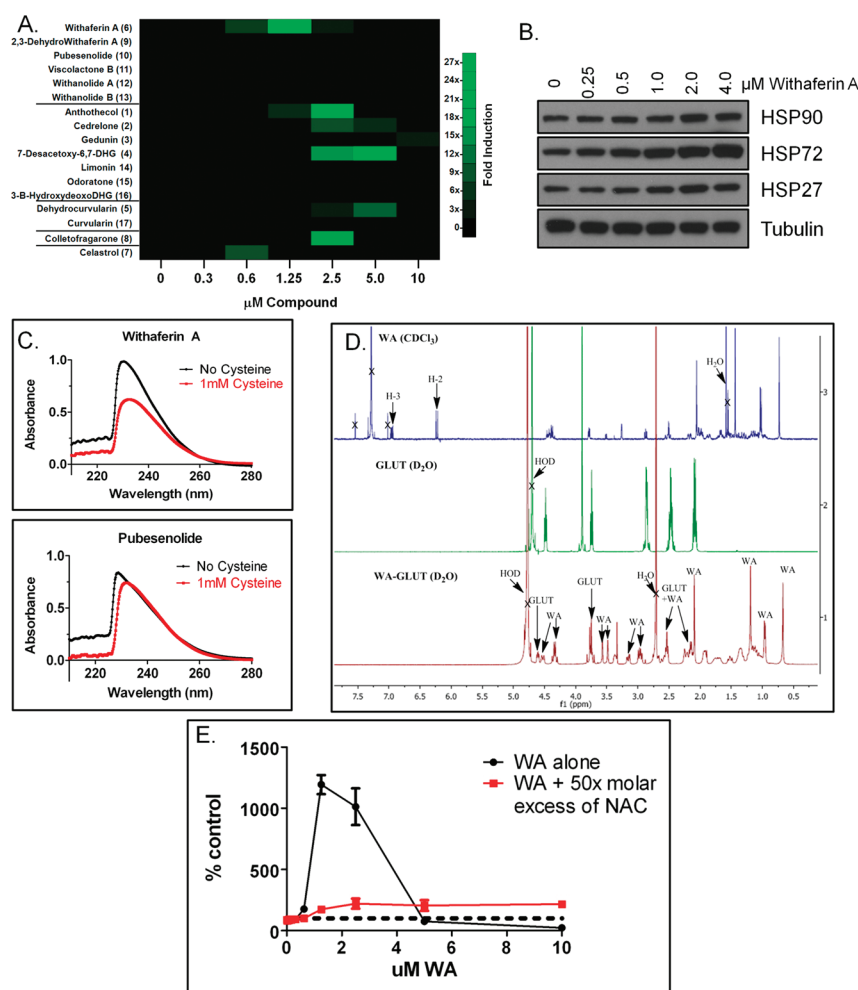 A.
Withaferin A (6)
2,3-DehydroWithaferin A (9)
Pubesenolide (10)
Viscolactone B (11)
Withanolide A (12)
Withanolide B (13)
Anthothecol (1)
Cedrelone (2)
Gedunin (3)
7-Desacetoxy-6,7-DHG (4)
Limonin 14)
Odoratone (15)
3-B-HydroxydeoxoDHG (16)
Dehydrocurvularin (5)
Curvularin (17)
Colletofragarone (8)
Celastrol (7)
0 0.3 0.6 1.25 2.5 5.0 10
μM Compound
27x
24x
21x
18x
15x
12x
9x
6x
3x
0
Fold Induction
B.
0 0.25 0.5 1.0 2.0 4.0 μM Withaferin A
HSP90
HSP72
HSP27
Tubulin
C.
Withaferin A
No Cysteine
1mM Cysteine
1.0
0.5
0.0
Absorbance
220 240 260 280
Wavelength (nm)
Pubesenolide
No Cysteine
1mM Cysteine
1.0
0.5
0.0
Absorbance
220 240 260 280
Wavelength (nm)
D.
WA (CDCl3)
H-3
H-2
H2O
3
GLUT (D2O)
HOD
2
WA-GLUT (D2O)
HOD
GLUT
WA
GLUT
WA
H2O
WA
GLUT
+WA
WA
WA
WA
WA
1
7.5 7.0 6.5 6.0 5.5 5.0 4.5 4.0 3.5 3.0 2.5 2.0 1.5 1.0 0.5
f1 (ppm)
E.
1500
1000
500
0
% control
WA alone
WA + 50x molar
excess of NAC
0 2 4 6 8 10
uM WA